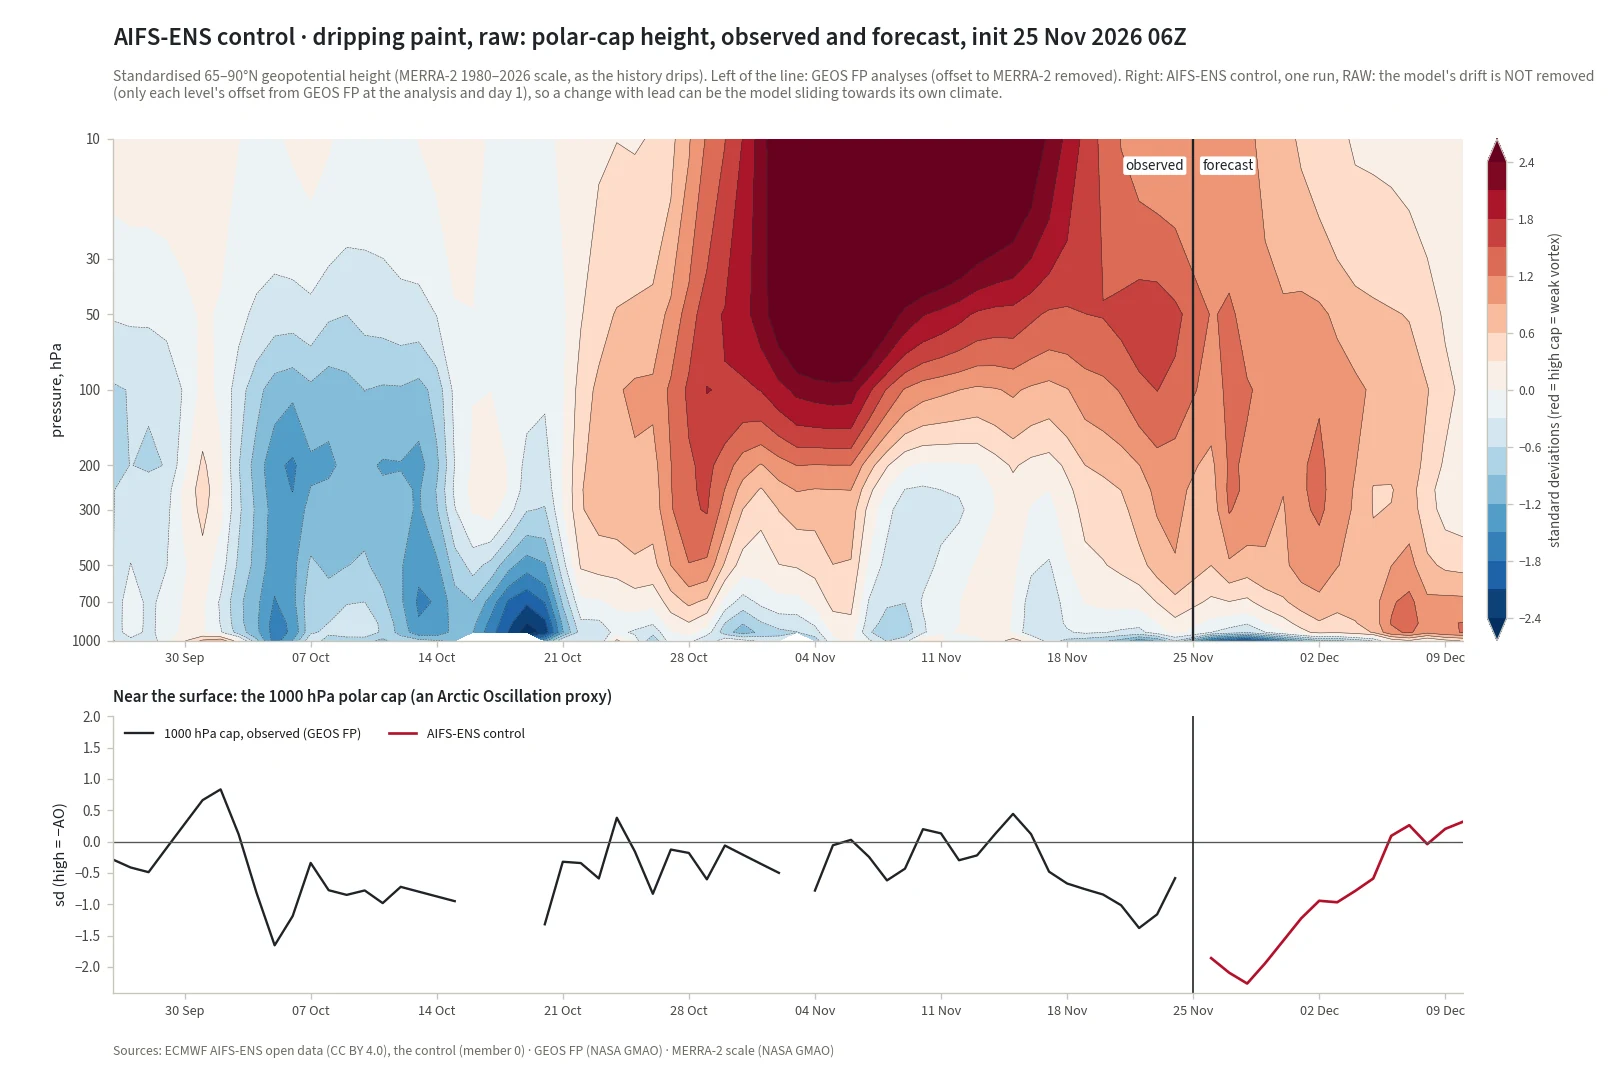 AIFS-ENS control · dripping paint, raw: polar-cap height, observed and forecast, init 25 Nov 2026 06Z
Standardised 65–90°N geopotential height (MERRA-2 1980–2026 scale, as the history drips). Left of the line: GEOS FP analyses (offset to MERRA-2 removed). Right: AIFS-ENS control, one run, RAW: the model's drift is NOT removed
(only each level's offset from GEOS FP at the analysis and day 1), so a change with lead can be the model sliding towards its own climate.
pressure, hPa
10
30
50
100
200
300
500
700
1000
observed
forecast
30 Sep
07 Oct
14 Oct
21 Oct
28 Oct
04 Nov
11 Nov
18 Nov
25 Nov
02 Dec
09 Dec
2.4
1.8
1.2
0.6
0.0
−0.6
−1.2
−1.8
−2.4
standard deviations (red = high cap = weak vortex)
Near the surface: the 1000 hPa polar cap (an Arctic Oscillation proxy)
sd (high = −AO)
2.0
1.5
1.0
0.5
0.0
−0.5
−1.0
−1.5
−2.0
1000 hPa cap, observed (GEOS FP)
AIFS-ENS control
30 Sep
07 Oct
14 Oct
21 Oct
28 Oct
04 Nov
11 Nov
18 Nov
25 Nov
02 Dec
09 Dec
Sources: ECMWF AIFS-ENS open data (CC BY 4.0), the control (member 0) · GEOS FP (NASA GMAO) · MERRA-2 scale (NASA GMAO)